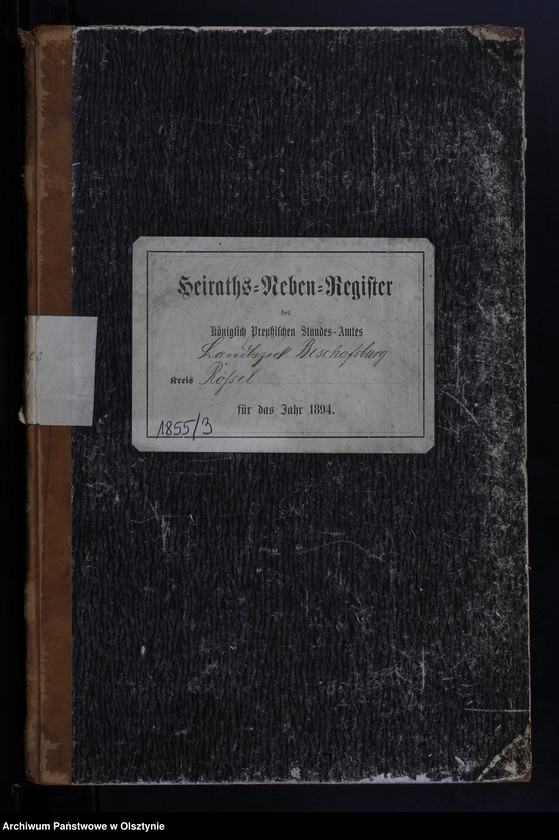 Heiraths-Neben-Register
des
Königlich Preußischen Standes-Amtes
Landbezirk Bischofsburg
Kreis Rößel
für das Jahr 1894.
1855/3
Archiwum Państwowe w Olsztynie